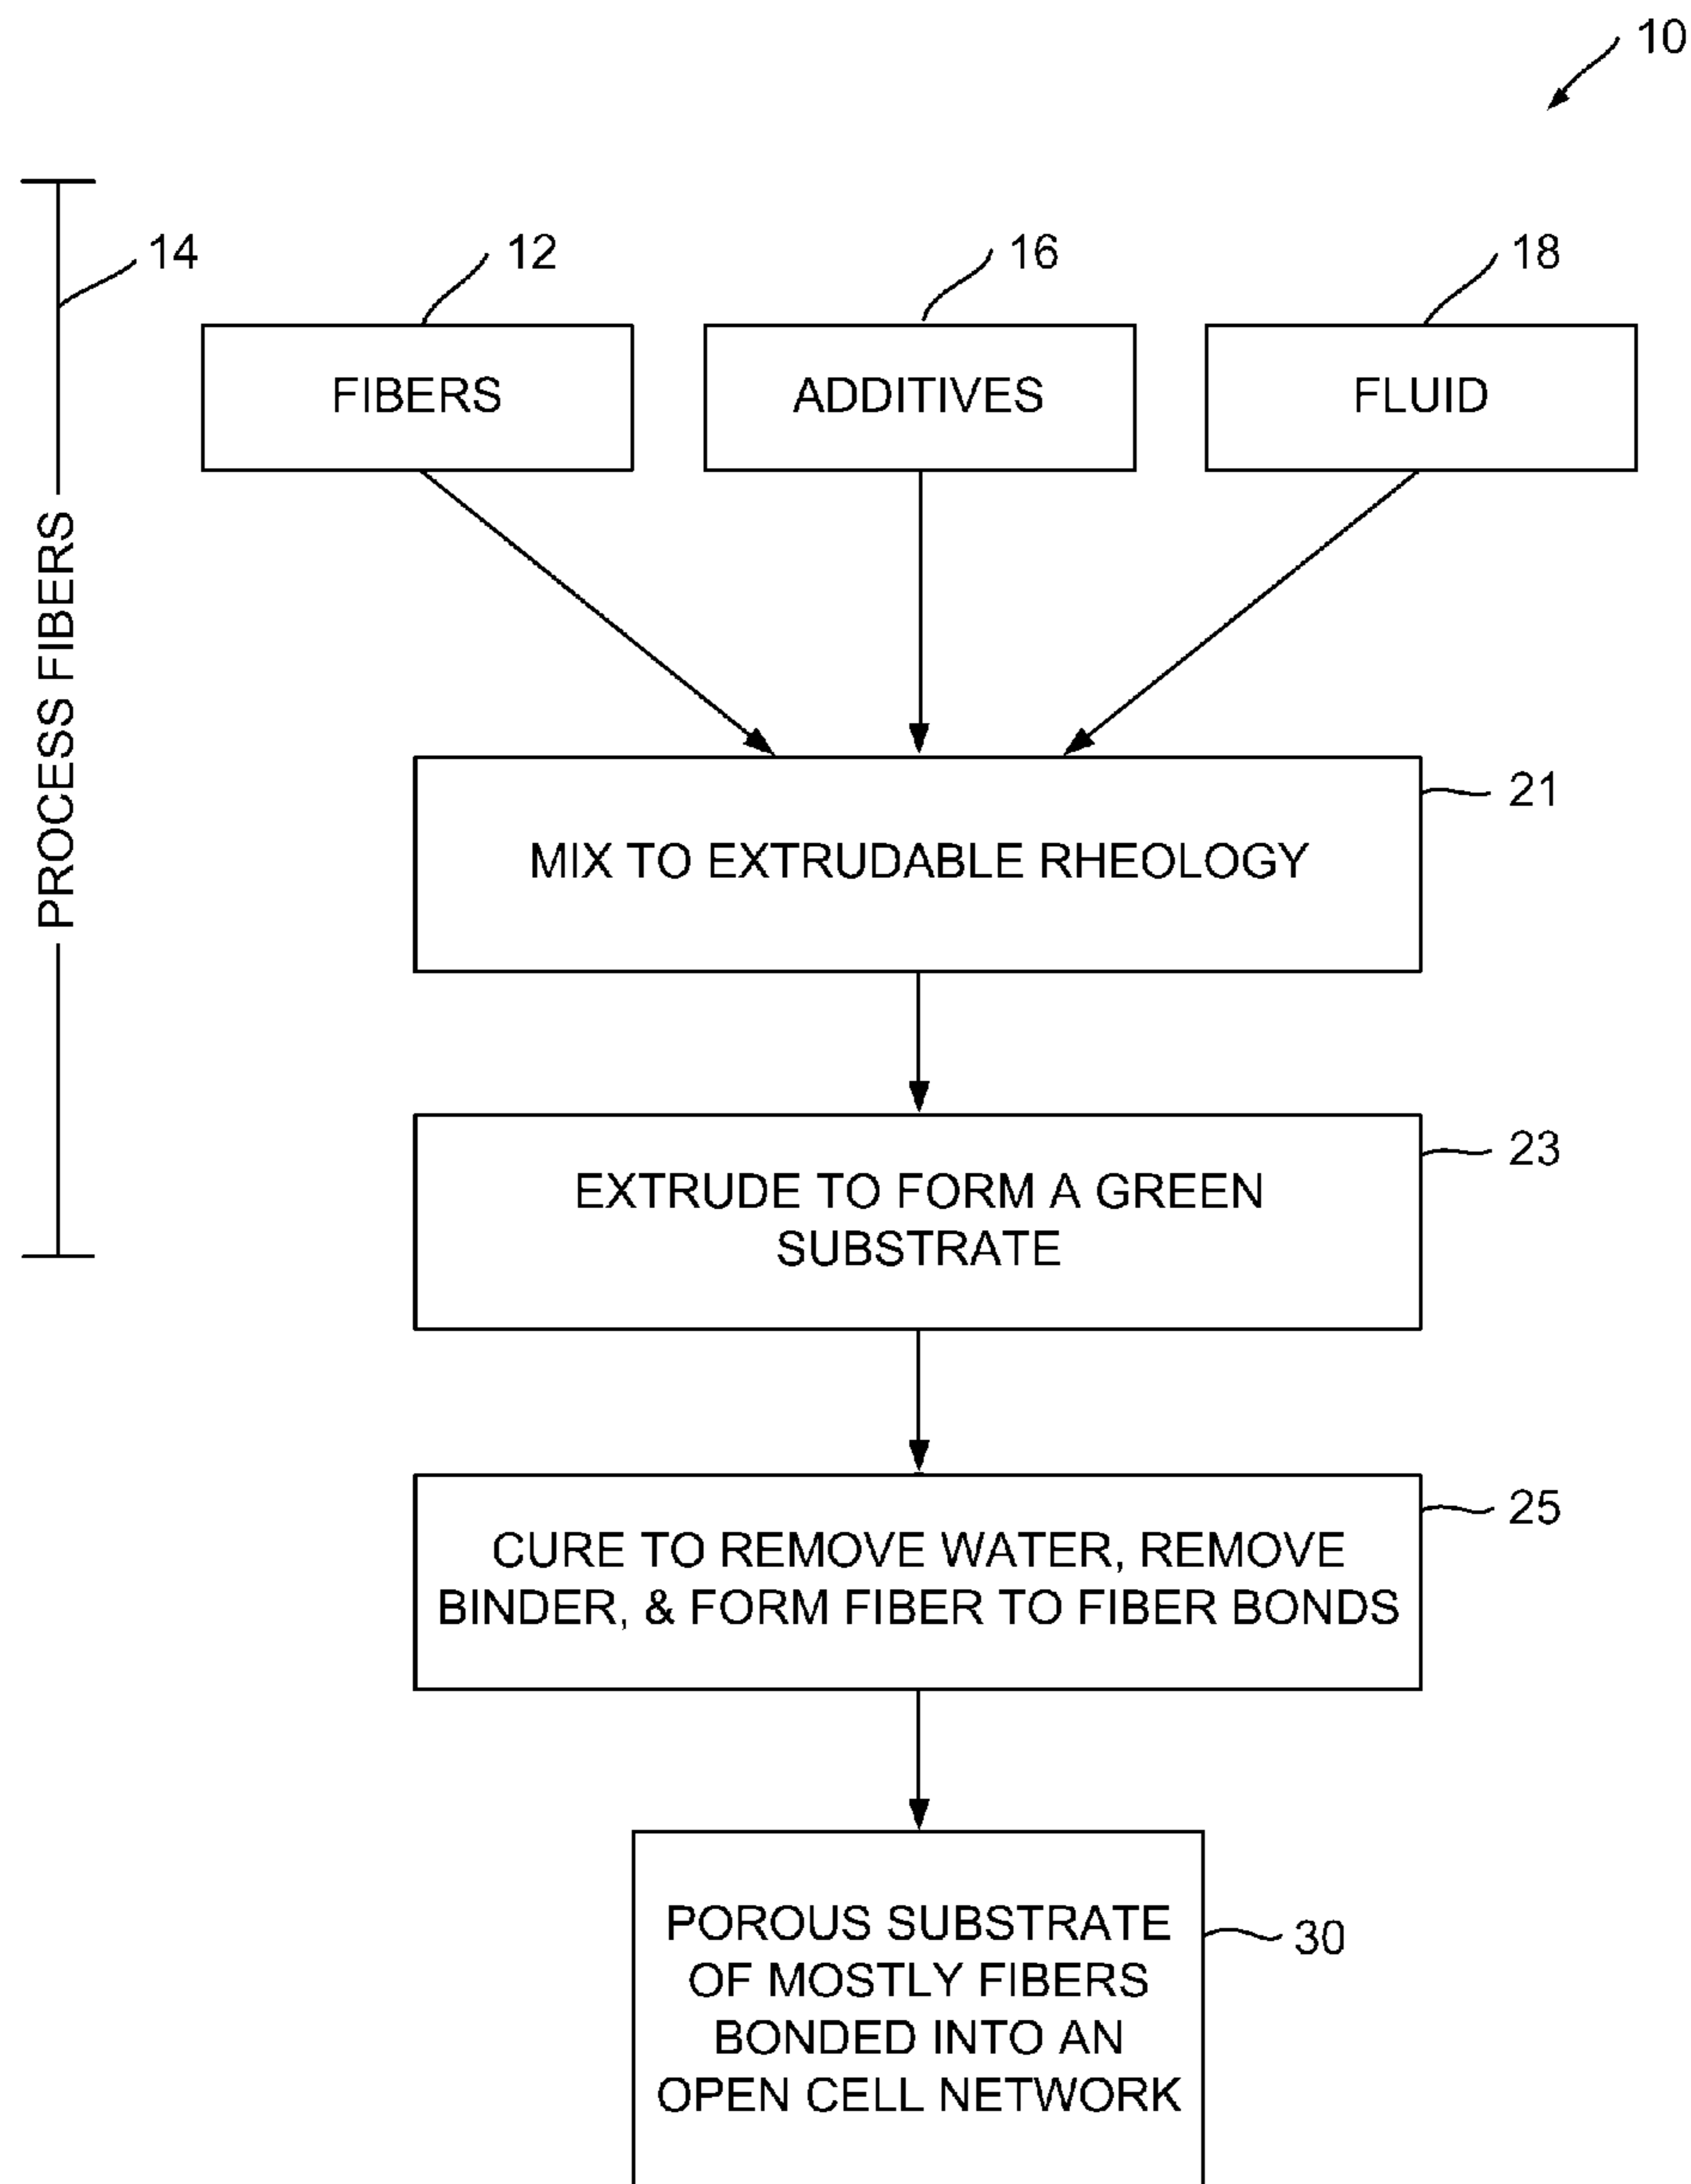 10
14
12
16
18
FIBERS
ADDITIVES
FLUID
PROCESS FIBERS
21
MIX TO EXTRUDABLE RHEOLOGY
23
EXTRUDE TO FORM A GREEN
SUBSTRATE
25
CURE TO REMOVE WATER, REMOVE
BINDER, & FORM FIBER TO FIBER BONDS
POROUS SUBSTRATE
30
OF MOSTLY FIBERS
BONDED INTO AN
OPEN CELL NETWORK